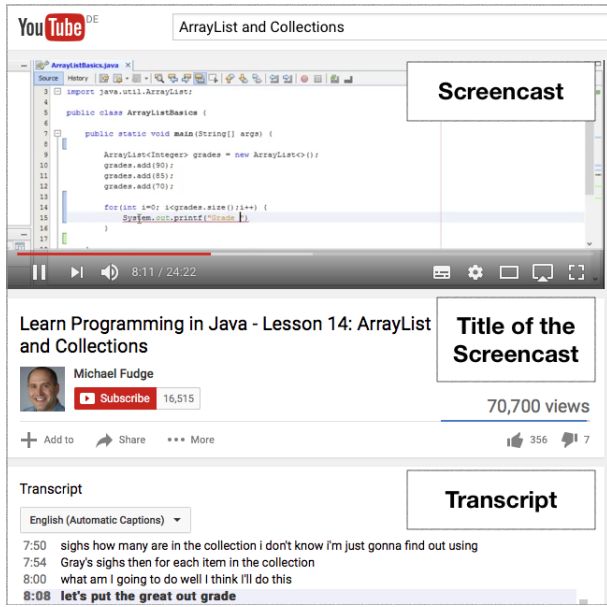 YouTube DE
ArrayList and Collections
ArrayListBasics.java
Source History
Screencast
3 import java.util.ArrayList;
4
5 public class ArrayListBasics {
6
7 public static void main(String[] args) {
8
9 ArrayList<Integer> grades = new ArrayList<>();
10 grades.add(90);
11 grades.add(85);
12 grades.add(70);
13
14 for(int i=0; i<grades.size();i++) {
15 System.out.printf("Grade ")
16 }
17
8:11 / 24:22
Learn Programming in Java - Lesson 14: ArrayList
and Collections
Title of the
Screencast
Michael Fudge
Subscribe 16,515
70,700 views
Add to Share More
356 7
Transcript
Transcript
English (Automatic Captions)
7:50 sighs how many are in the collection i don't know i'm just gonna find out using
7:54 Gray's sighs then for each item in the collection
8:00 what am I going to do well I think I'll do this
8:08 let's put the great out grade